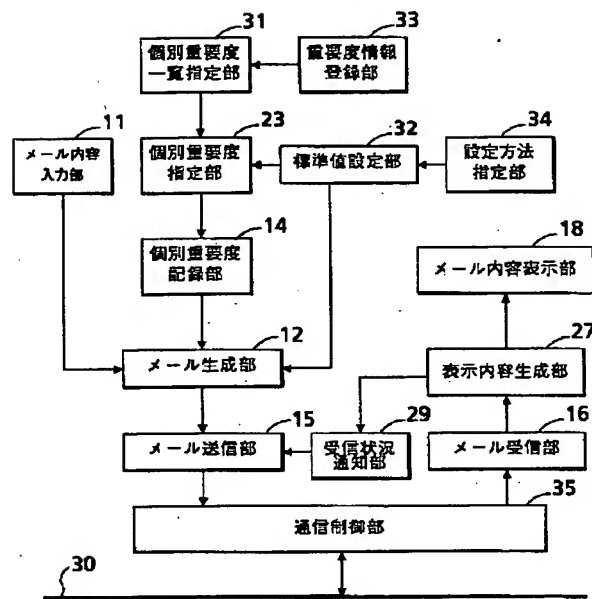 31
33
個別重要度
一覧指定部
重要度情報
登録部
11
23
32
34
メール内容
入力部
個別重要度
指定部
標準値設定部
設定方法
指定部
14
18
個別重要度
記録部
メール内容表示部
12
27
メール生成部
表示内容生成部
15
29
16
メール送信部
受信状況
通知部
メール受信部
35
通信制御部
30